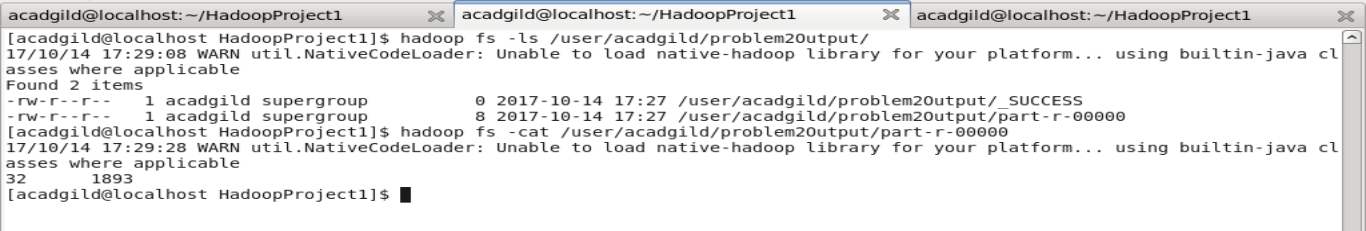 acadgild@localhost:~/HadoopProject1 acadgild@localhost:~/HadoopProject1 acadgild@localhost:~/HadoopProject1
[acadgild@localhost HadoopProject1]$ hadoop fs -ls /user/acadgild/problem2Output/
17/10/14 17:29:08 WARN util.NativeCodeLoader: Unable to load native-hadoop library for your platform... using builtin-java cl
asses where applicable
Found 2 items
-rw-r--r--   1 acadgild supergroup          0 2017-10-14 17:27 /user/acadgild/problem2Output/_SUCCESS
-rw-r--r--   1 acadgild supergroup          8 2017-10-14 17:27 /user/acadgild/problem2Output/part-r-00000
[acadgild@localhost HadoopProject1]$ hadoop fs -cat /user/acadgild/problem2Output/part-r-00000
17/10/14 17:29:28 WARN util.NativeCodeLoader: Unable to load native-hadoop library for your platform... using builtin-java cl
asses where applicable
32      1893
[acadgild@localhost HadoopProject1]$